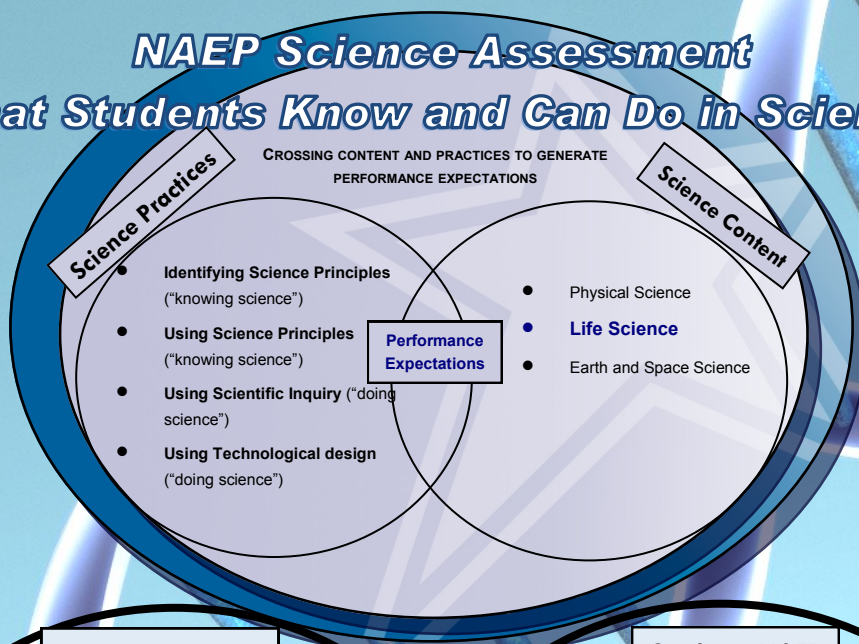 NAEP Science Assessment
at Students Know and Can Do in Scien
CROSSING CONTENT AND PRACTICES TO GENERATE
PERFORMANCE EXPECTATIONS
Science Practices
Science Content
• Identifying Science Principles
("knowing science")
• Using Science Principles
("knowing science")
• Using Scientific Inquiry ("doing
science")
• Using Technological design
("doing science")
Performance
Expectations
• Physical Science
• Life Science
• Earth and Space Science